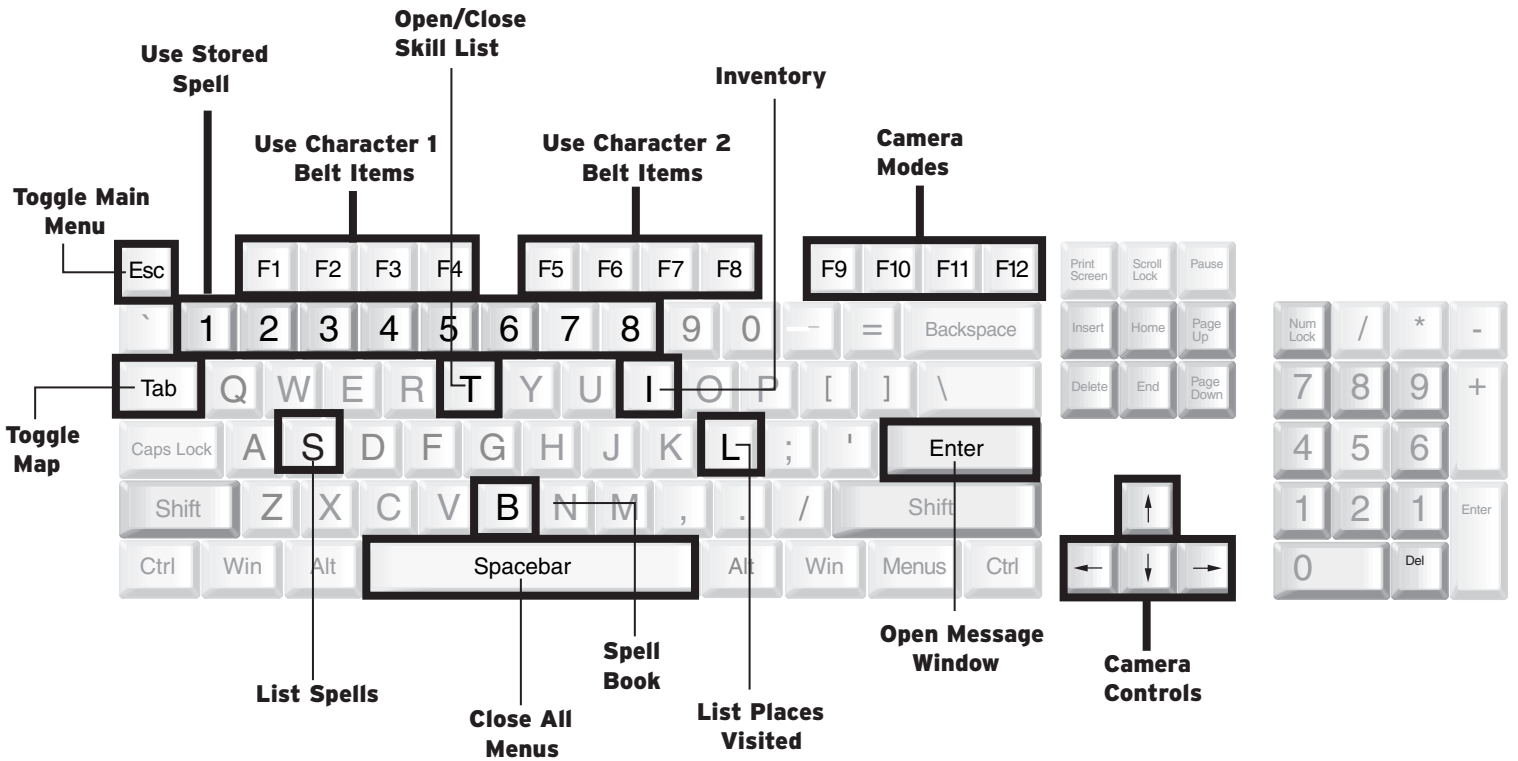 Open/Close
Skill List
Use Stored
Spell
Inventory
Use Character 1
Belt Items
Use Character 2
Belt Items
Camera
Modes
Toggle Main
Menu
Esc F1 F2 F3 F4 F5 F6 F7 F8 F9 F10 F11 F12
Print
Screen
Scroll
Lock
Pause
` 1 2 3 4 5 6 7 8 9 0 — = Backspace
Insert Home Page
Up
Num
Lock
/ * -
Tab Q W E R T Y U I O P [ ] \
Delete End Page
Down
7 8 9 +
Toggle
Map
Caps Lock A S D F G H J K L ; ' Enter
4 5 6
Shift Z X C V B N M , . / Shift
↑
1 2 1 Enter
Ctrl Win Alt Spacebar Alt Win Menus Ctrl
← ↓ →
0 Del
List Spells
Close All
Menus
Spell
Book
List Places
Visited
Open Message
Window
Camera
Controls